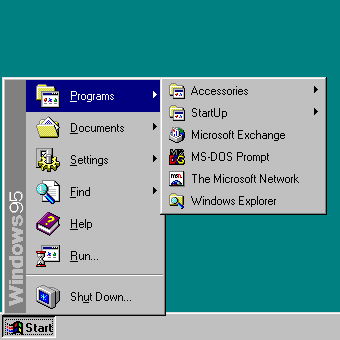 Programs
Documents
Settings
Find
Help
Run...
Shut Down...
Windows95
Start
Accessories
StartUp
Microsoft Exchange
MS-DOS Prompt
The Microsoft Network
Windows Explorer